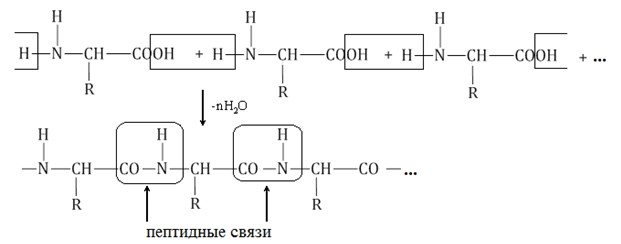 H H H
H—N—CH—COOH + H—N—CH—COOH + H—N—CH—COOH + ...
R R R
-nH₂O
H H H
—N—CH—CO—N—CH—CO—N—CH—CO—...
R R R
пептидные связи